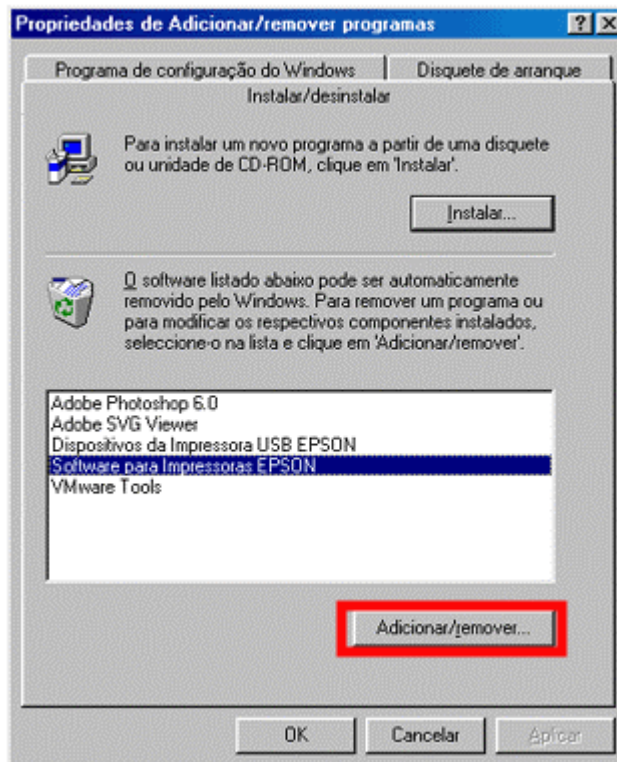 Propriedades de Adicionar/remover programas
Programa de configuração do Windows
Disquete de arranque
Instalar/desinstalar
Para instalar um novo programa a partir de uma disquete
ou unidade de CD-ROM, clique em 'Instalar'.
Instalar...
O software listado abaixo pode ser automaticamente
removido pelo Windows. Para remover um programa ou
para modificar os respectivos componentes instalados,
seleccione-o na lista e clique em 'Adicionar/remover'.
Adobe Photoshop 6.0
Adobe SVG Viewer
Dispositivos da Impressora USB EPSON
Software para Impressoras EPSON
VMware Tools
Adicionar/remover...
OK
Cancelar
Aplicar